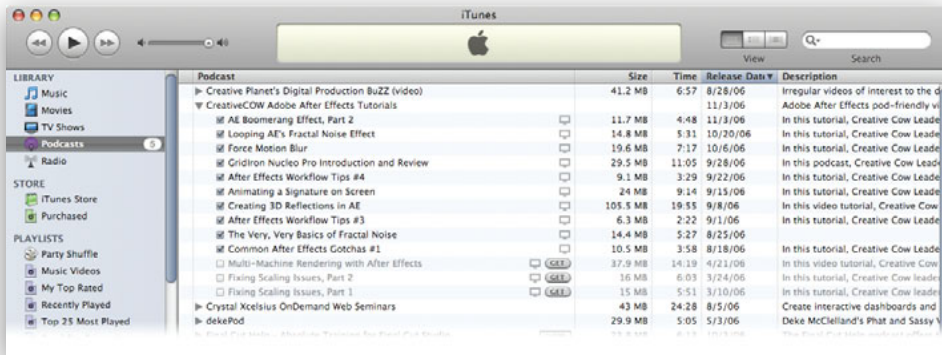 iTunes
View
Search
LIBRARY
Music
Movies
TV Shows
Podcasts 5
Radio
STORE
iTunes Store
Purchased
PLAYLISTS
Party Shuffle
Music Videos
My Top Rated
Recently Played
Top 25 Most Played
Podcast Size Time Release Date Description
Creative Planet's Digital Production BuZZ (video) 41.2 MB 6:57 8/28/06 Irregular videos of interest to the d
CreativeCOW Adobe After Effects Tutorials 11/3/06 Adobe After Effects pod-friendly vi
AE Boomerang Effect, Part 2 11.7 MB 4:48 11/3/06 In this tutorial, Creative Cow Leade
Looping AE's Fractal Noise Effect 14.8 MB 5:31 10/20/06 In this tutorial, Creative Cow Leade
Force Motion Blur 19.6 MB 7:17 10/6/06 In this tutorial, Creative Cow Leade
GridIron Nucleo Pro Introduction and Review 29.5 MB 11:05 9/28/06 In this podcast, Creative Cow Lead
After Effects Workflow Tips #4 9.1 MB 3:29 9/22/06 In this tutorial, Creative Cow Leade
Animating a Signature on Screen 24 MB 9:14 9/15/06 In this tutorial, Creative Cow Leade
Creating 3D Reflections in AE 105.5 MB 19:55 9/8/06 In this video tutorial, Creative Cow
After Effects Workflow Tips #3 6.3 MB 2:22 9/1/06 In this tutorial, Creative Cow Leade
The Very, Very Basics of Fractal Noise 14.4 MB 5:27 8/25/06
Common After Effects Gotchas #1 10.5 MB 3:58 8/18/06 In this tutorial, Creative Cow Leade
Multi-Machine Rendering with After Effects GET 37.9 MB 14:19 4/21/06 In this video tutorial, Creative Cow
Fixing Scaling Issues, Part 2 GET 16 MB 6:03 3/24/06 In this tutorial, Creative Cow leader
Fixing Scaling Issues, Part 1 GET 15 MB 5:51 3/10/06 In this tutorial, Creative Cow leader
Crystal Xcelsius OnDemand Web Seminars 43 MB 24:28 8/5/06 Create interactive dashboards and
dekePod 29.9 MB 5:05 5/3/06 Deke McClelland's Phat and Sassy V